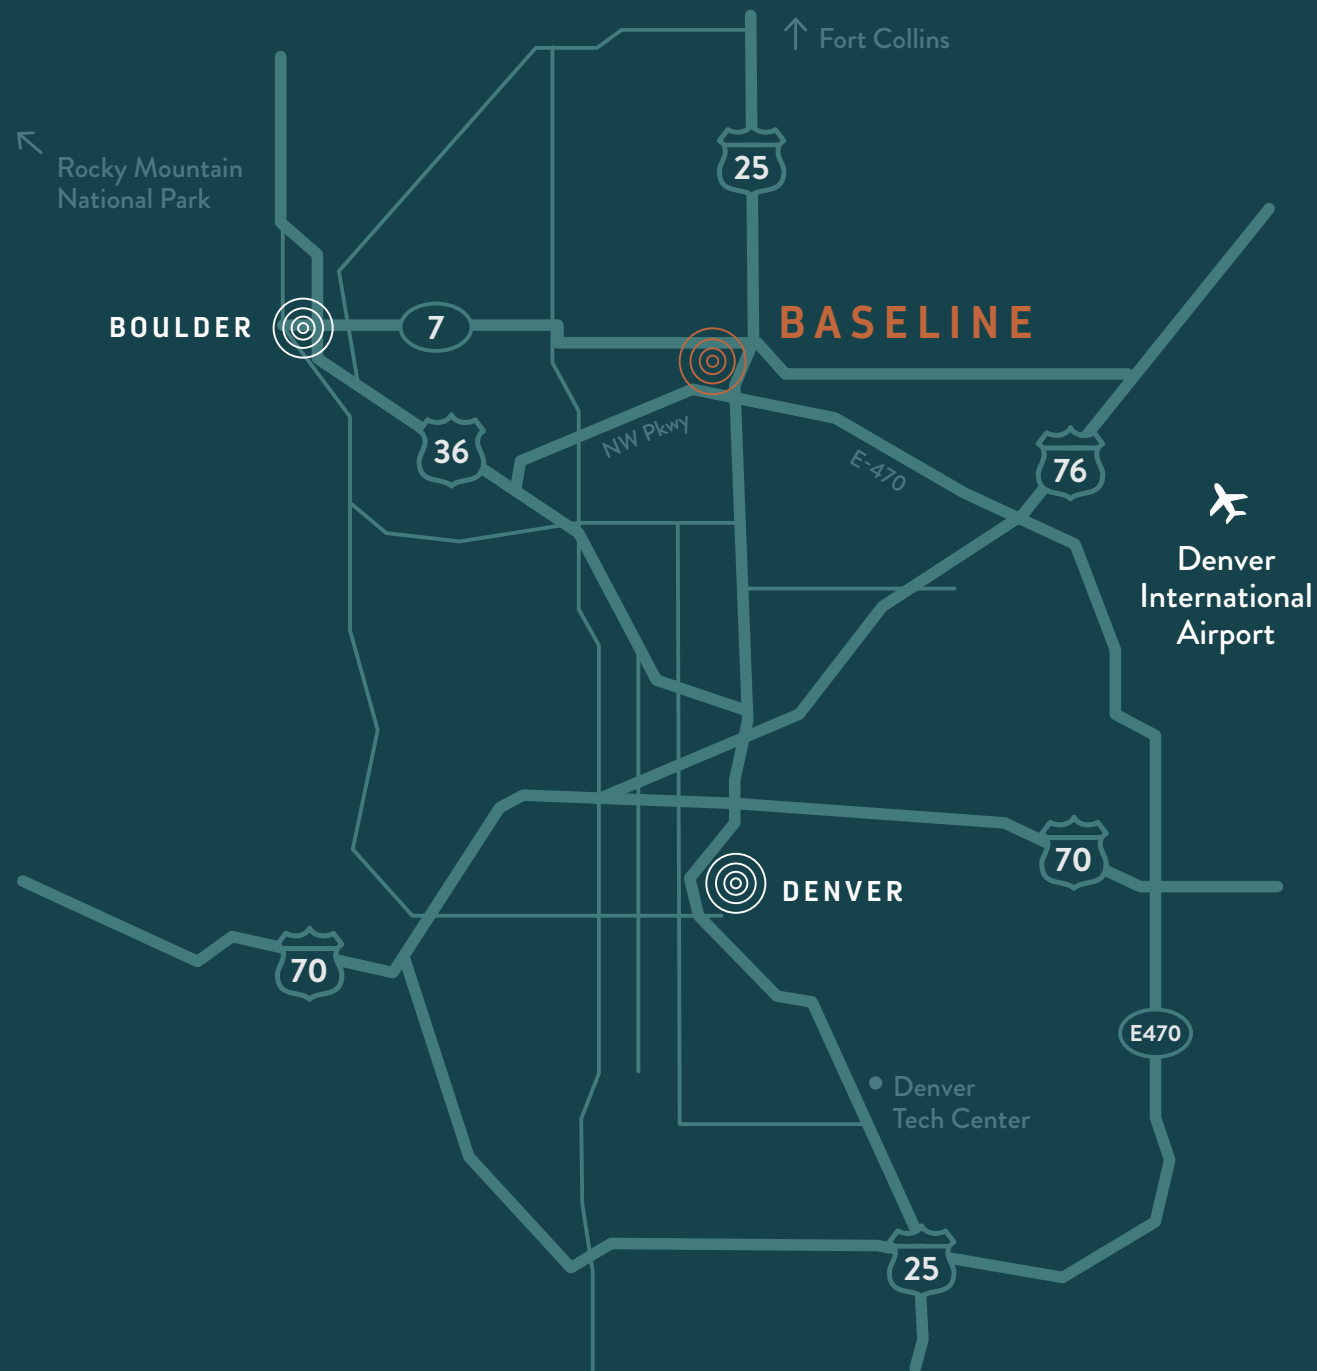 Fort Collins
25
Rocky Mountain
National Park
BOULDER
7
BASELINE
NW Pkwy
36
E-470
76
Denver
International
Airport
70
DENVER
70
E470
Denver
Tech Center
25